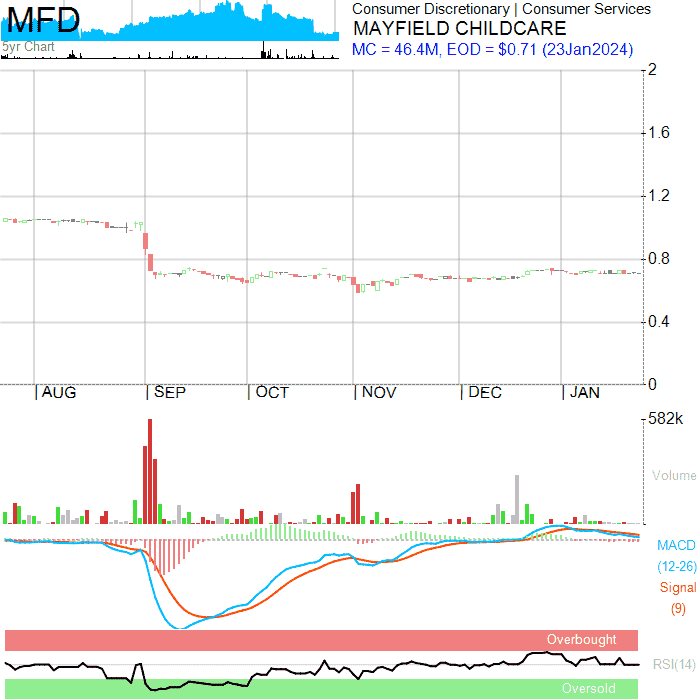 MFD
5yr Chart
Consumer Discretionary | Consumer Services
MAYFIELD CHILDCARE
MC = 46.4M, EOD = $0.71 (23Jan2024)
2
1.6
1.2
0.8
0.4
0
| AUG | SEP | OCT | NOV | DEC | JAN
582k
Volume
MACD
(12-26)
Signal
(9)
Overbought
RSI(14)
Oversold